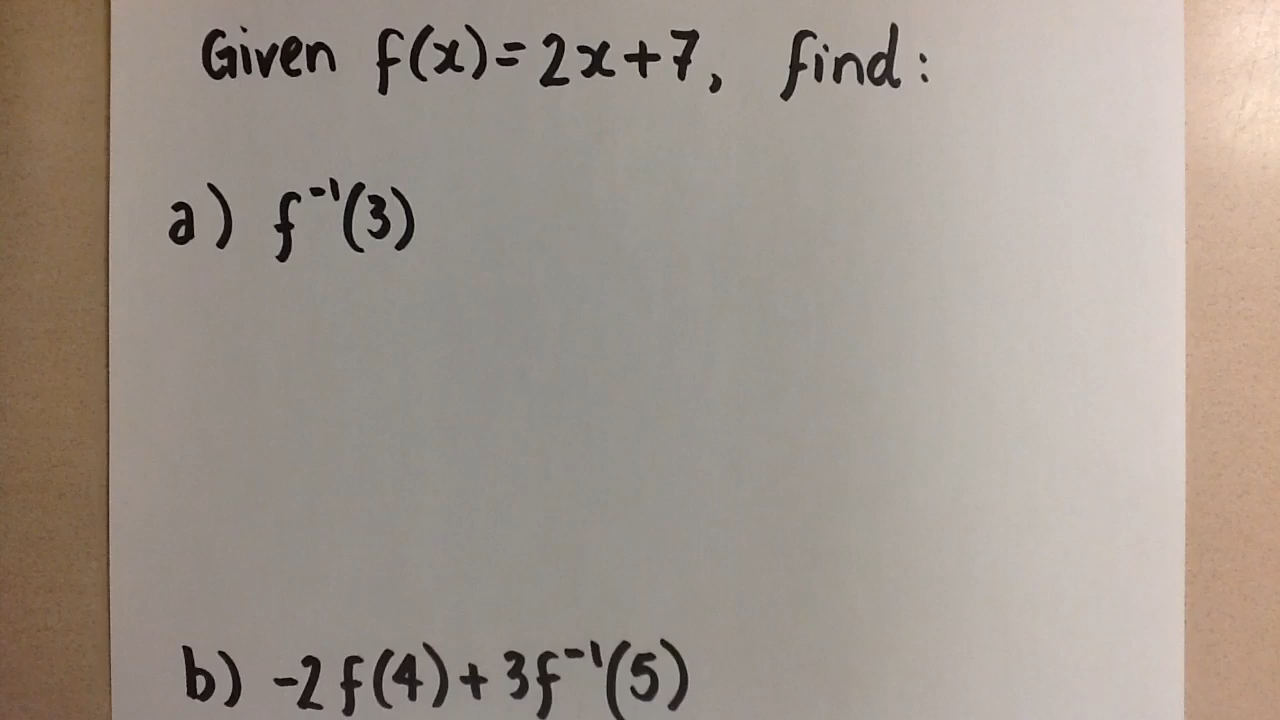 Given f(x)=2x+7, find:
a) f⁻¹(3)
b) -2f(4)+3f⁻¹(5)